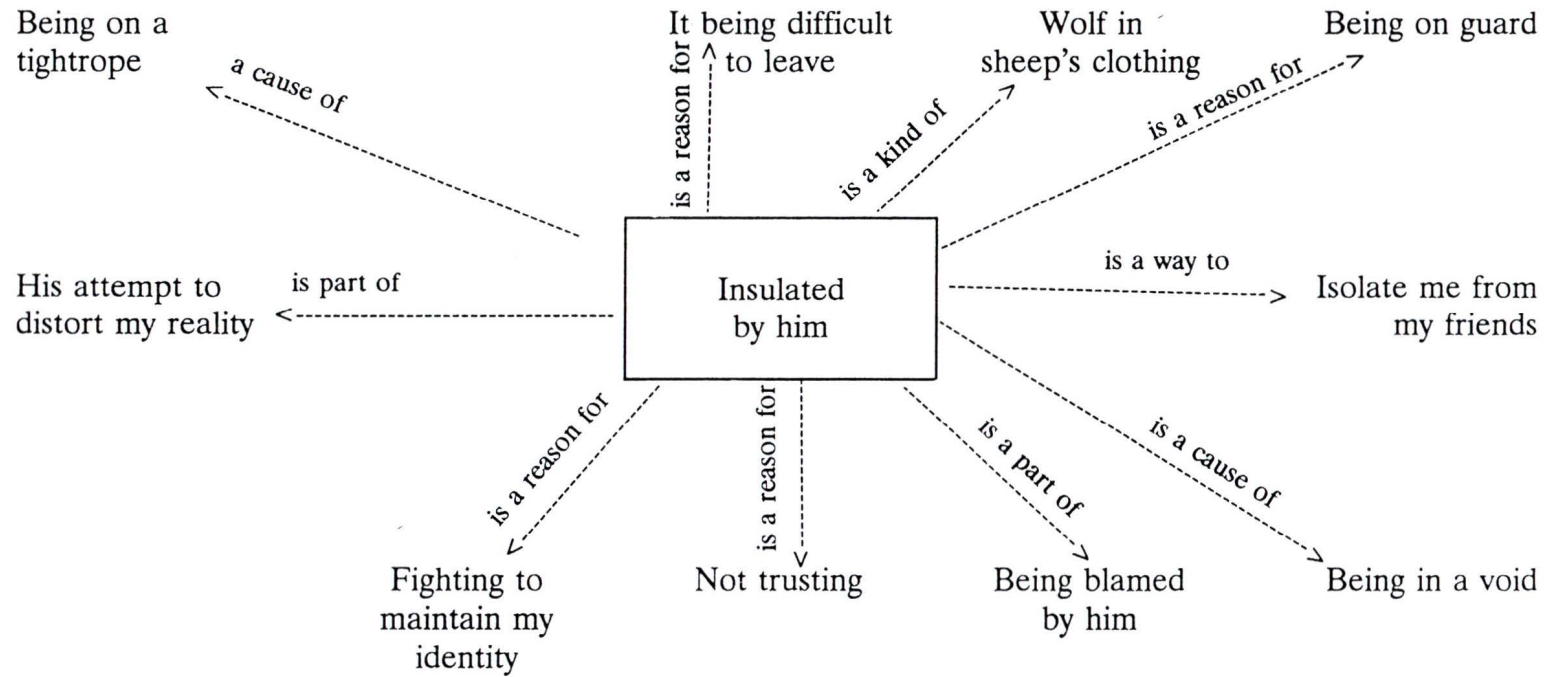 Being on a
tightrope
a cause of
It being difficult
to leave
is a reason for
Wolf in
sheep's clothing
is a kind of
Being on guard
is a reason for
His attempt to
distort my reality
is part of
Insulated
by him
is a way to
Isolate me from
my friends
is a reason for
Fighting to
maintain my
identity
is a reason for
Not trusting
is a part of
Being blamed
by him
is a cause of
Being in a void